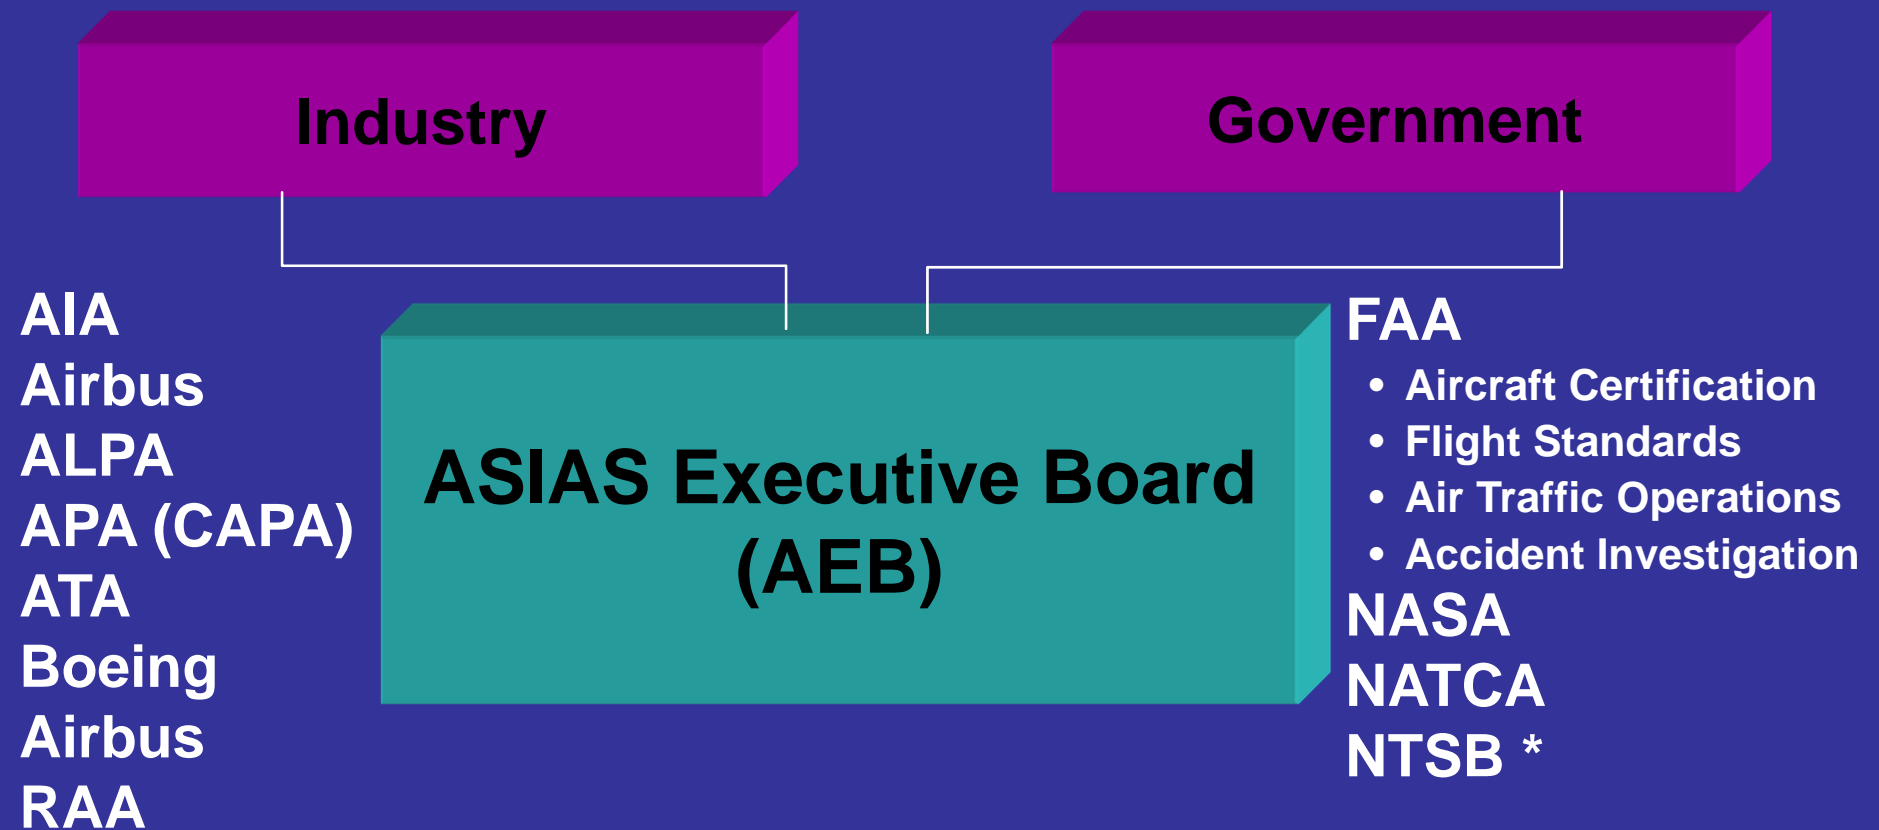 Industry
Government
AIA
Airbus
ALPA
APA (CAPA)
ATA
Boeing
Airbus
RAA
ASIAS Executive Board
(AEB)
FAA
• Aircraft Certification
• Flight Standards
• Air Traffic Operations
• Accident Investigation
NASA
NATCA
NTSB *